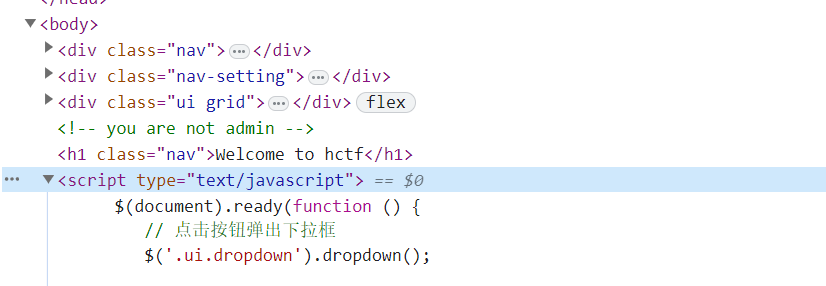 </head>
<body>
<div class="nav"> ⋯ </div>
<div class="nav-setting"> ⋯ </div>
<div class="ui grid"> ⋯ </div> flex
<!-- you are not admin -->
<h1 class="nav">Welcome to hctf</h1>
⋯ <script type="text/javascript"> == $0
$(document).ready(function () {
// 点击按钮弹出下拉框
$('.ui.dropdown').dropdown();